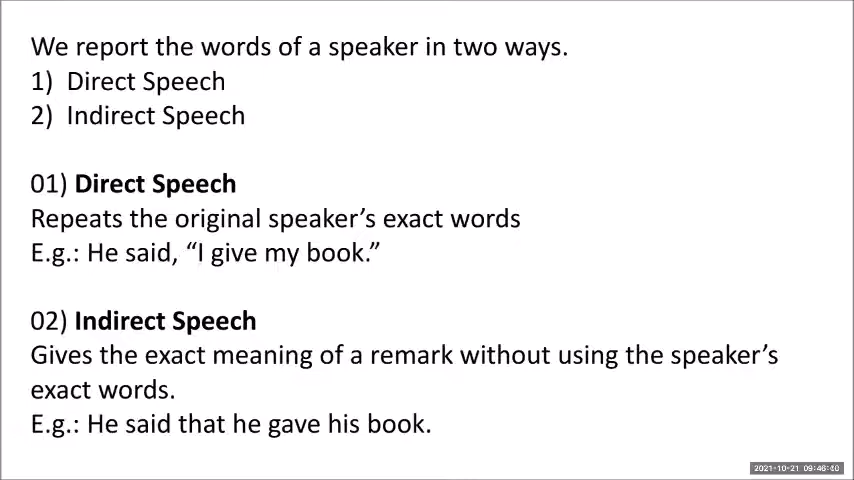 We report the words of a speaker in two ways.
1) Direct Speech
2) Indirect Speech
01) Direct Speech
Repeats the original speaker’s exact words
E.g.: He said, “I give my book.”
02) Indirect Speech
Gives the exact meaning of a remark without using the speaker’s
exact words.
E.g.: He said that he gave his book.
2021-10-21 09:46:40